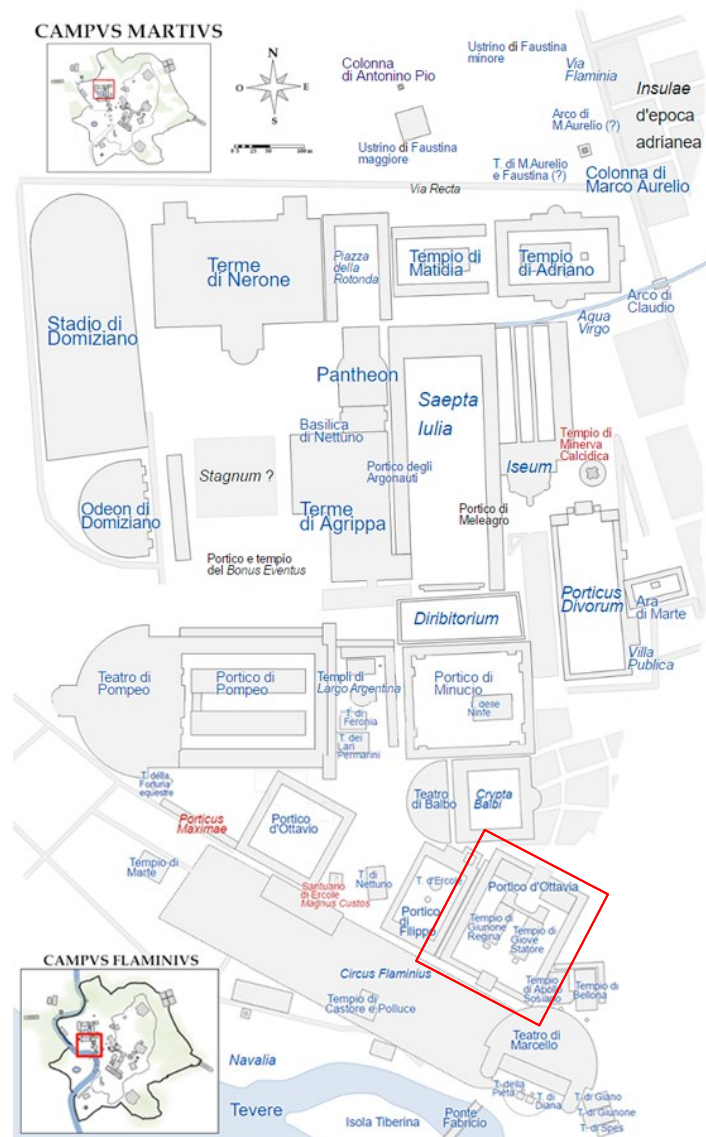 CAMPVS MARTIVS
N
O
E
S
0 5
25
50
100 m
Colonna
di Antonino Pio
Ustrino di Faustina
minore
Via
Flaminia
Insulae
d'epoca
adrianea
Arco di
M.Aurelio (?)
Ustrino di Faustina
maggiore
T. di M.Aurelio
e Faustina (?)
Colonna di
Marco Aurelio
Via Recta
Terme
di Nerone
Piazza
della
Rotonda
Tempio di
Matidia
Tempio
di Adriano
Arco di
Claudio
Aqua
Virgo
Stadio di
Domiziano
Pantheon
Saepta
Iulia
Basilica
di Nettuno
Tempio di
Minerva
Calcidica
Stagnum ?
Portico degli
Argonauti
Iseum
Odeon di
Domiziano
Terme
di Agrippa
Portico di
Meleagro
Portico e tempio
del Bonus Eventus
Porticus
Divorum
Ara
di Marte
Diribitorium
Villa
Publica
Teatro di
Pompeo
Portico di
Pompeo
Templi di
Largo Argentina
Portico di
Minucio
T. di
Feronia
delle
Ninfe
T. dei
Lari
Permarini
T. della
Fortuna
equestre
Teatro
di Balbo
Crypta
Balbi
Porticus
Maximae
Portico
d'Ottavio
Tempio di
Marte
T. di
Nettuno
Santuario
di Ercole
Magnus Custos
T. d'Ercole
Portico
di
Filippo
Portico d'Ottavia
Tempio di
Giunone
Regina
Tempio di
Giove
Statore
CAMPVS FLAMINIVS
Circus Flaminius
Tempio
di Apollo
Sosiano
Tempio di
Bellona
Tempio di
Castore e Polluce
Teatro di
Marcello
Navalia
T. della
Pietà
T. di
Diana
T. di Giano
T. di Giunone
T. di Spes
Tevere
Isola Tiberina
Ponte
Fabricio